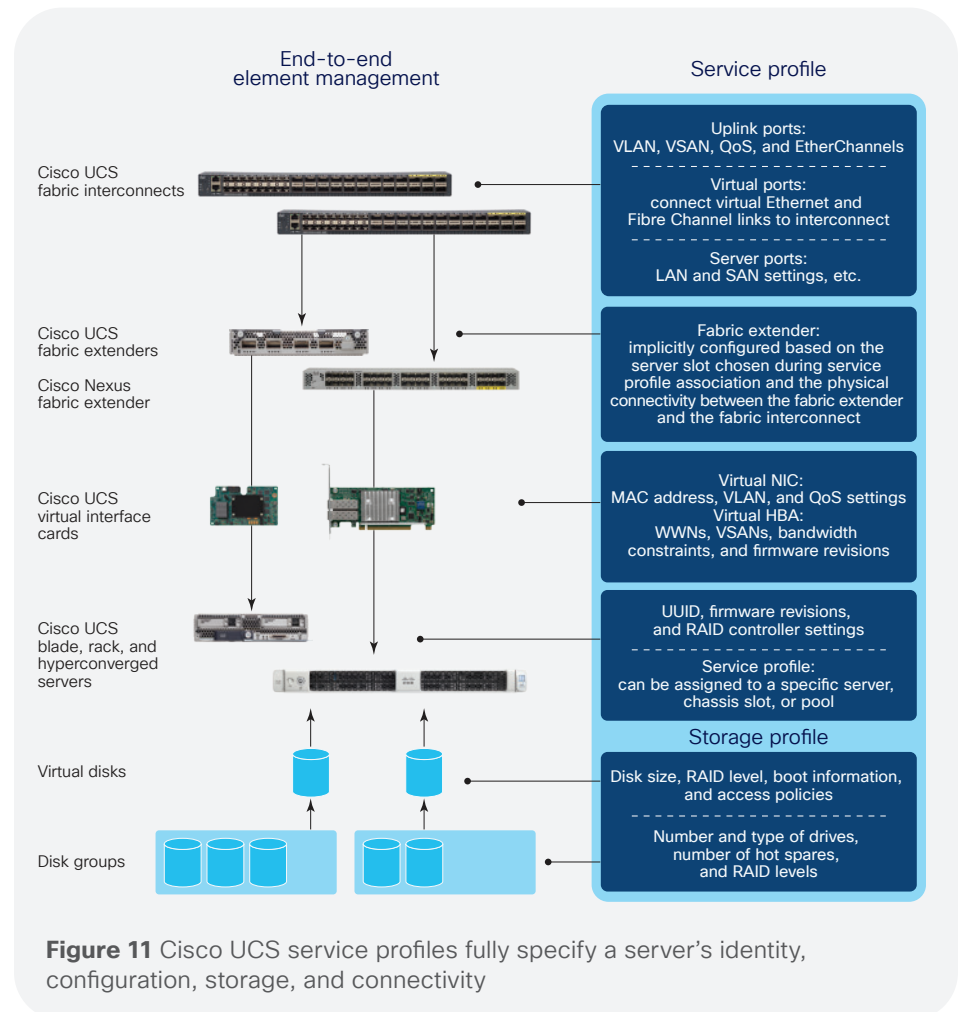 End-to-end
element management
Service profile
Cisco UCS
fabric interconnects
Uplink ports:
VLAN, VSAN, QoS, and EtherChannels
Virtual ports:
connect virtual Ethernet and
Fibre Channel links to interconnect
Server ports:
LAN and SAN settings, etc.
Cisco UCS
fabric extenders
Cisco Nexus
fabric extender
Fabric extender:
implicitly configured based on the
server slot chosen during service
profile association and the physical
connectivity between the fabric extender
and the fabric interconnect
Cisco UCS
virtual interface
cards
Virtual NIC:
MAC address, VLAN, and QoS settings
Virtual HBA:
WWNs, VSANs, bandwidth
constraints, and firmware revisions
Cisco UCS
blade, rack, and
hyperconverged
servers
UUID, firmware revisions,
and RAID controller settings
Service profile:
can be assigned to a specific server,
chassis slot, or pool
Storage profile
Virtual disks
Disk size, RAID level, boot information,
and access policies
Disk groups
Number and type of drives,
number of hot spares,
and RAID levels
Figure 11 Cisco UCS service profiles fully specify a server's identity,
configuration, storage, and connectivity